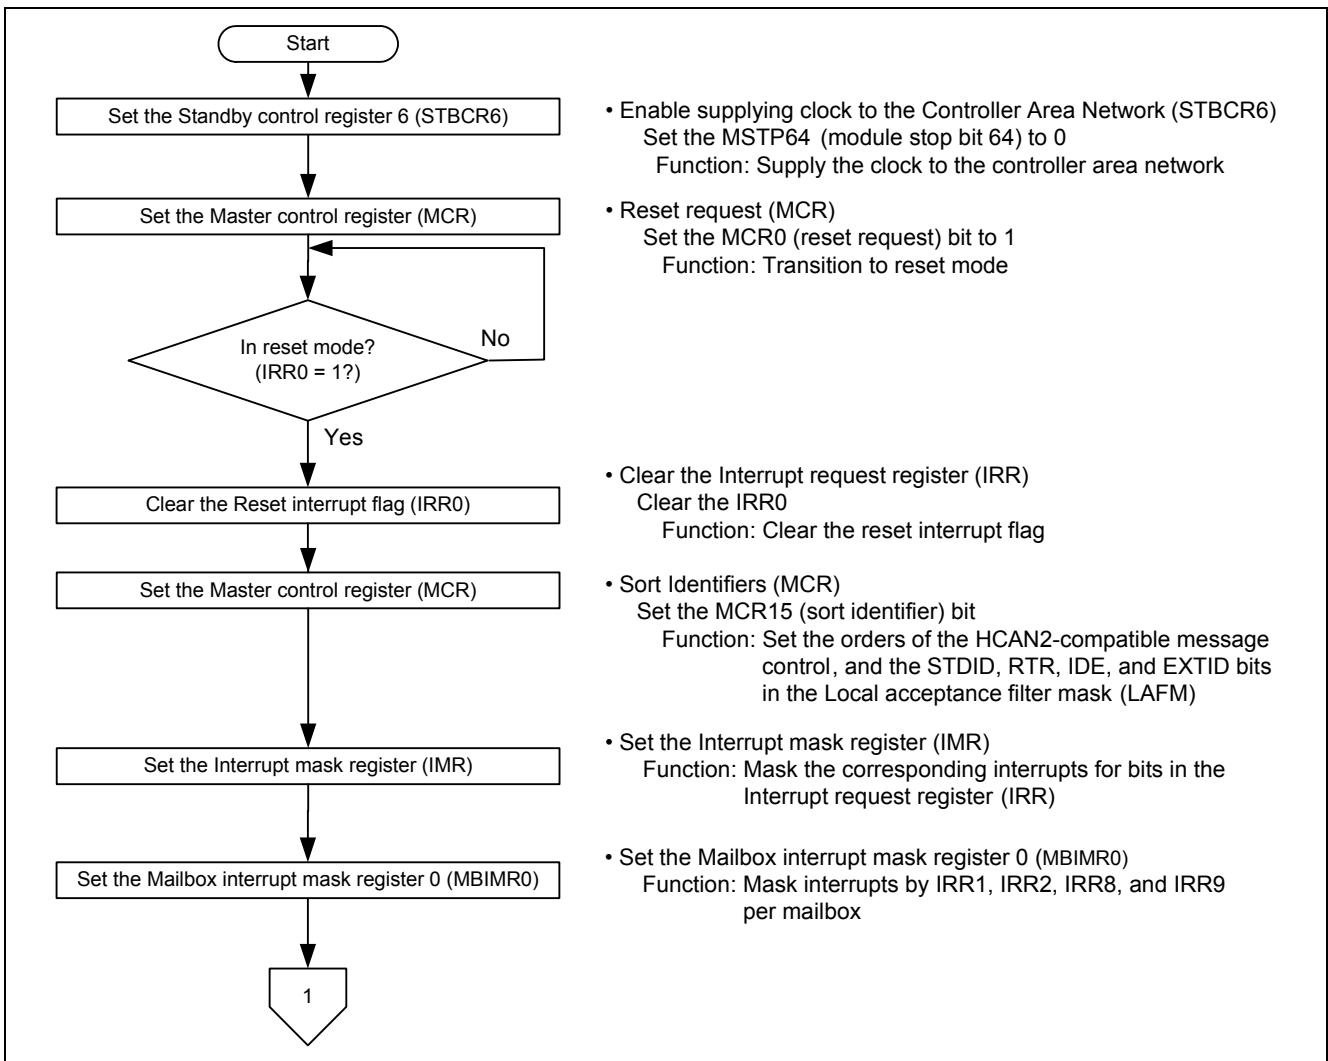 Start
Set the Standby control register 6 (STBCR6)
• Enable supplying clock to the Controller Area Network (STBCR6)
Set the MSTP64 (module stop bit 64) to 0
Function: Supply the clock to the controller area network
Set the Master control register (MCR)
• Reset request (MCR)
Set the MCR0 (reset request) bit to 1
Function: Transition to reset mode
In reset mode?
(IRR0 = 1?)
No
Yes
Clear the Reset interrupt flag (IRR0)
• Clear the Interrupt request register (IRR)
Clear the IRR0
Function: Clear the reset interrupt flag
Set the Master control register (MCR)
• Sort Identifiers (MCR)
Set the MCR15 (sort identifier) bit
Function: Set the orders of the HCAN2-compatible message
control, and the STDID, RTR, IDE, and EXTID bits
in the Local acceptance filter mask (LAFM)
Set the Interrupt mask register (IMR)
• Set the Interrupt mask register (IMR)
Function: Mask the corresponding interrupts for bits in the
Interrupt request register (IRR)
Set the Mailbox interrupt mask register 0 (MBIMR0)
• Set the Mailbox interrupt mask register 0 (MBIMR0)
Function: Mask interrupts by IRR1, IRR2, IRR8, and IRR9
per mailbox
1